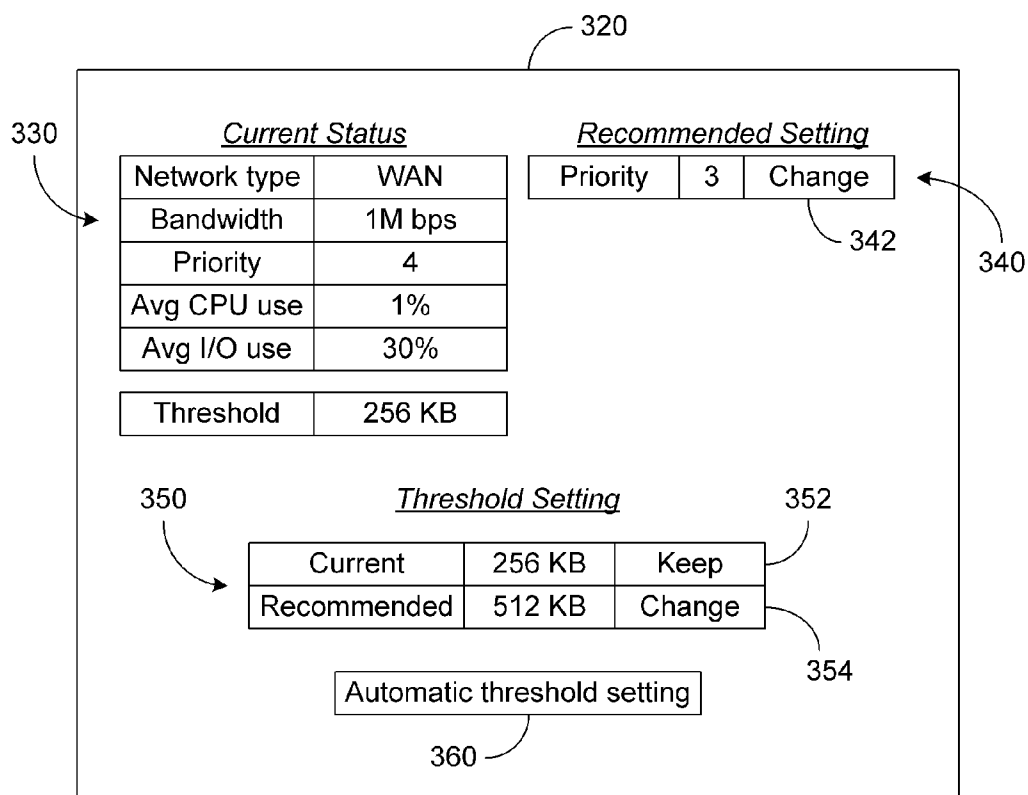 320
330
Current Status
Network type WAN
Bandwidth 1M bps
Priority 4
Avg CPU use 1%
Avg I/O use 30%
Threshold 256 KB
Recommended Setting
Priority 3 Change
342
340
350
Threshold Setting
352
Current 256 KB Keep
Recommended 512 KB Change
354
Automatic threshold setting
360